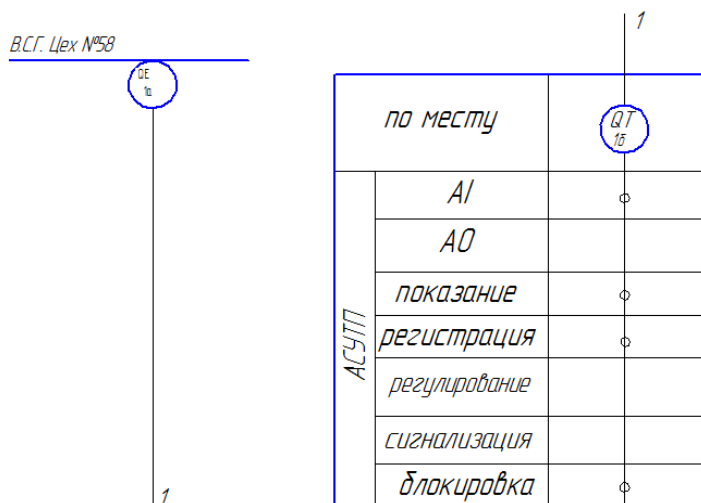 В.С.Г. Цех №58
QE
1а
1
1
по месту
QT
1б
АСУТП
AI
AO
показание
регистрация
регулирование
сигнализация
блокировка